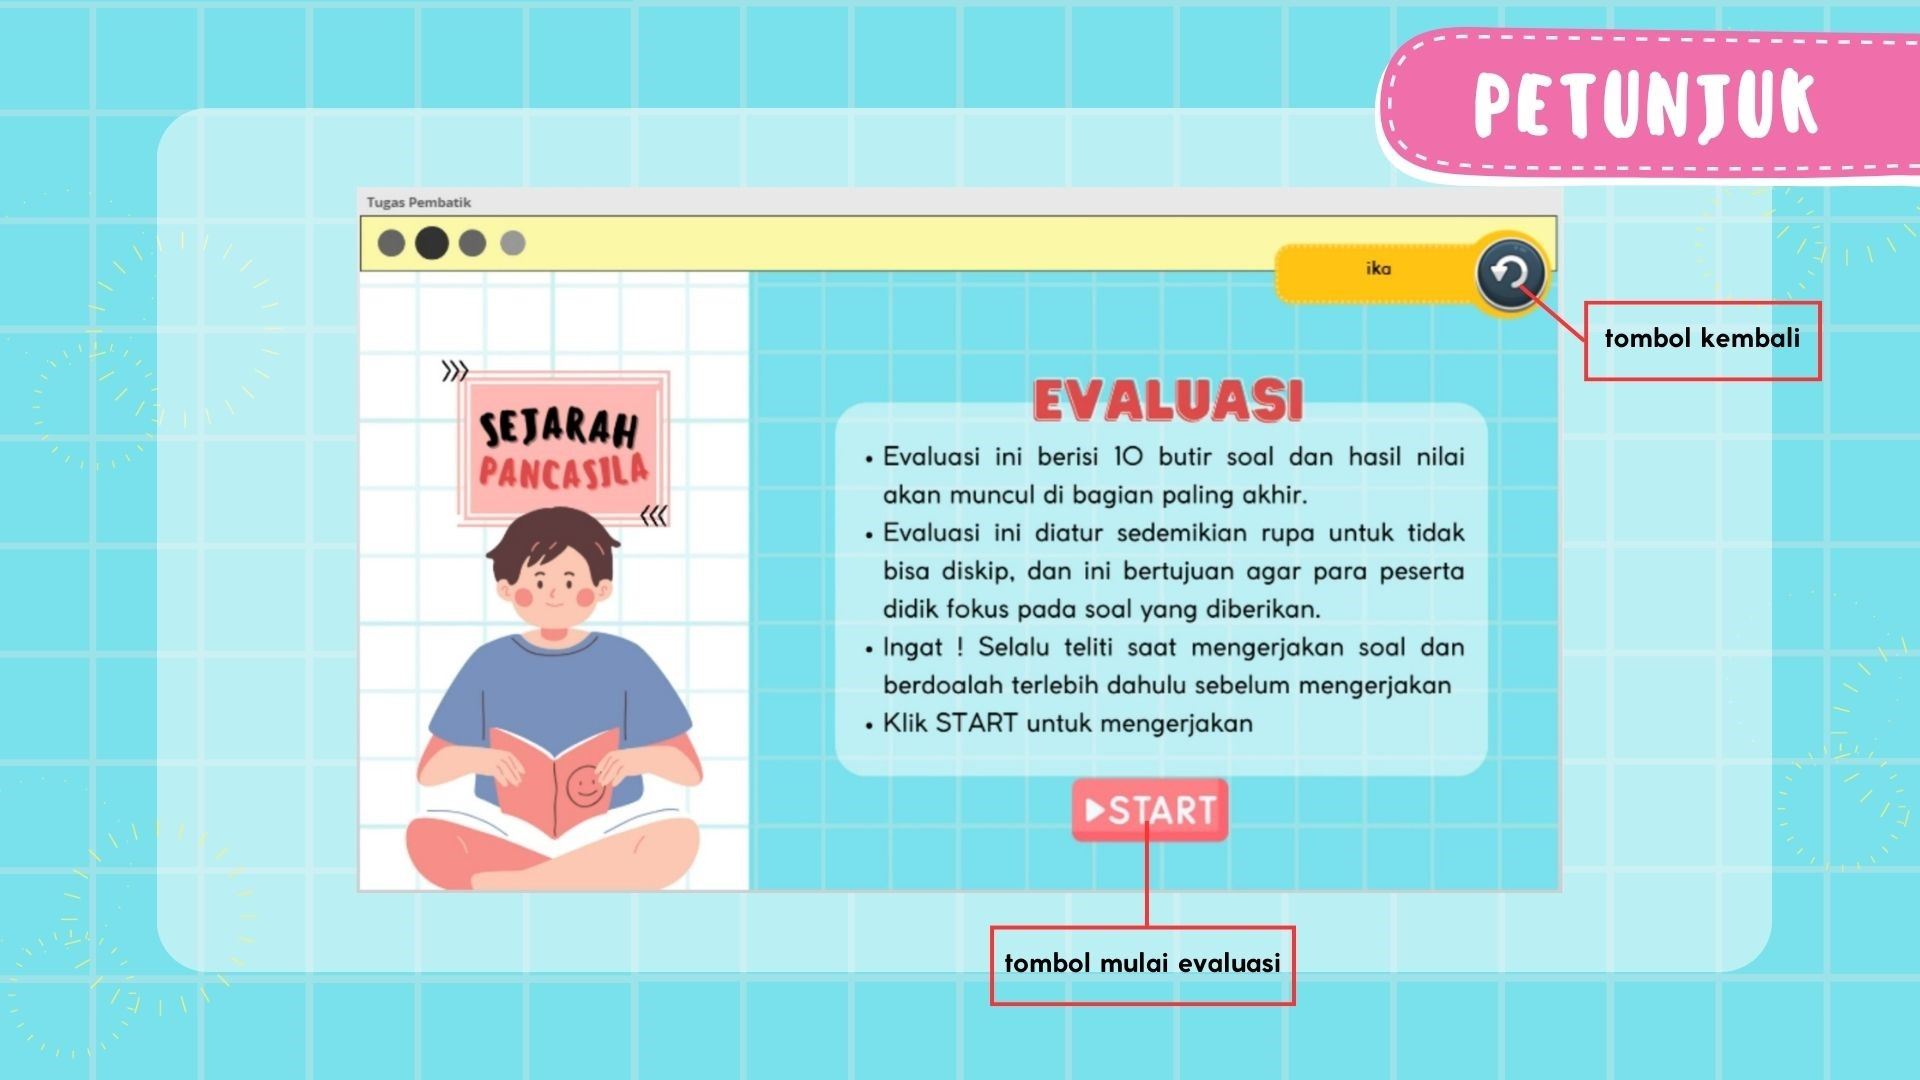 PETUNJUK
Tugas Pembatik
ika
tombol kembali
SEJARAH
PANCASILA
EVALUASI
• Evaluasi ini berisi 10 butir soal dan hasil nilai
akan muncul di bagian paling akhir.
• Evaluasi ini diatur sedemikian rupa untuk tidak
bisa diskip, dan ini bertujuan agar para peserta
didik fokus pada soal yang diberikan.
• Ingat ! Selalu teliti saat mengerjakan soal dan
berdoalah terlebih dahulu sebelum mengerjakan
• Klik START untuk mengerjakan
START
tombol mulai evaluasi